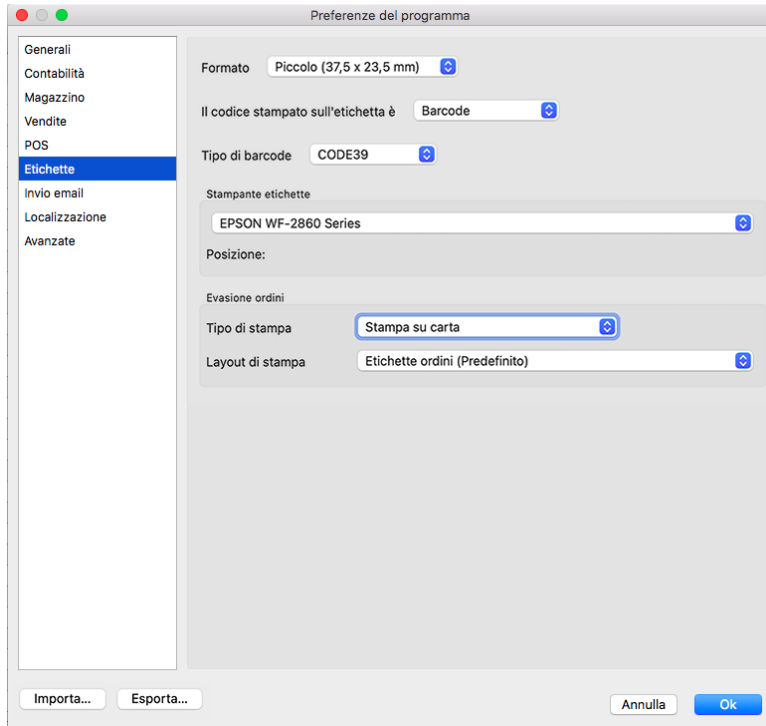 Preferenze del programma
Generali
Contabilità
Magazzino
Vendite
POS
Etichette
Invio email
Localizzazione
Avanzate
Formato Piccolo (37,5 x 23,5 mm)
Il codice stampato sull'etichetta è Barcode
Tipo di barcode CODE39
Stampante etichette
EPSON WF-2860 Series
Posizione:
Evasione ordini
Tipo di stampa Stampa su carta
Layout di stampa Etichette ordini (Predefinito)
Importa... Esporta... Annulla Ok